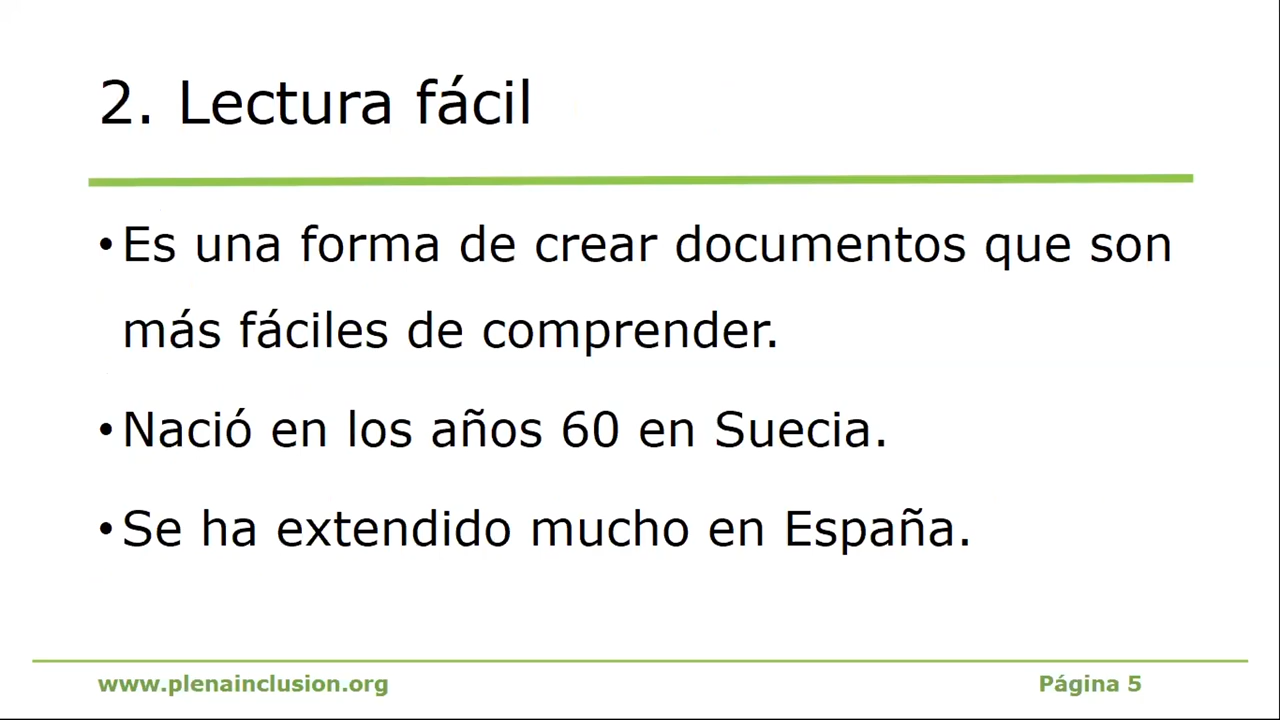 2. Lectura fácil
•Es una forma de crear documentos que son
más fáciles de comprender.
•Nació en los años 60 en Suecia.
•Se ha extendido mucho en España.
www.plenainclusion.org
Página 5